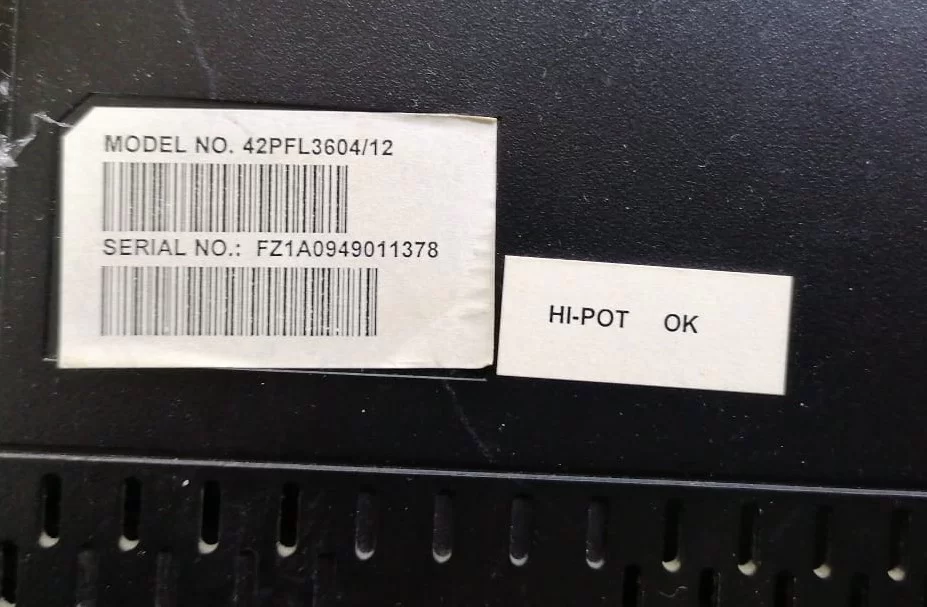 MODEL NO. 42PFL3604/12
SERIAL NO.: FZ1A0949011378
HI-POT OK